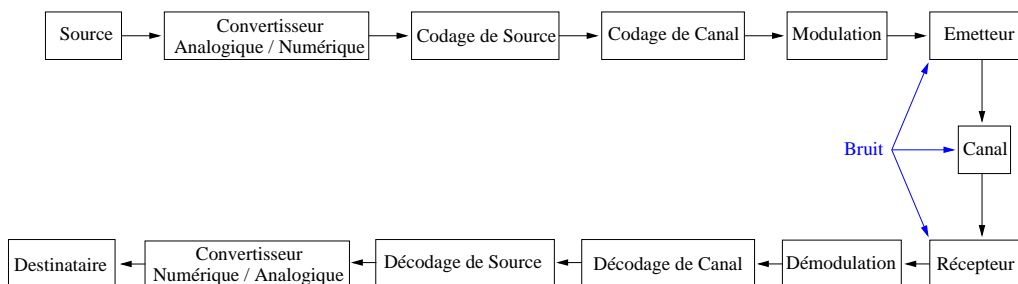 Source
Convertisseur
Analogique / Numérique
Codage de Source
Codage de Canal
Modulation
Emetteur
Bruit
Canal
Destinataire
Convertisseur
Numérique / Analogique
Décodage de Source
Décodage de Canal
Démodulation
Récepteur